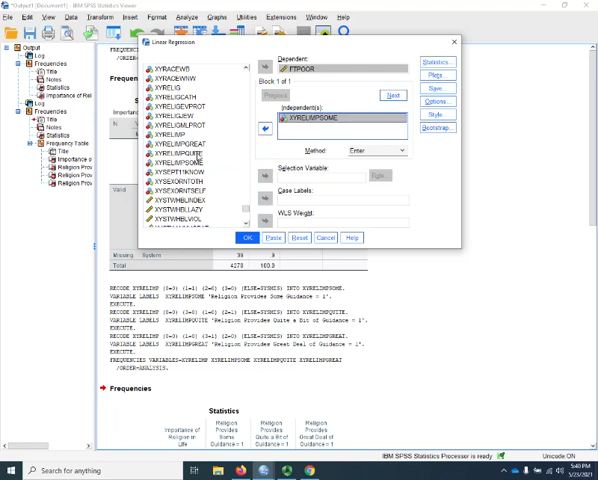 *Output1 [Document1] - IBM SPSS Statistics Viewer
File Edit View Data Transform Insert Format Analyze Graphs Utilities Extensions Window Help
Output
Log
Frequencies
Title
Notes
Statistics
Importance of Rel
Log
Frequencies
Title
Notes
Statistics
Frequency Table
Title
Importance o
Religion Prov
Religion Prov
Religion Prov
FREQUENC
/ORDER=
Frequen
N
Valid
Linear Regression
XYRACEWB
XYRACEWNW
XYRELIG
XYRELIGCATH
XYRELIGEVPROT
XYRELIGJEW
XYRELIGMLPROT
XYRELIMP
XYRELIMPGREAT
XYRELIMPQUITE
XYRELIMPSOME
XYSEPT11KNOW
XYSEXORNTOTH
XYSEXORNTSELF
XYSTWHBLINDEX
XYSTWHBLLAZY
XYSTWHBLVIOL
Dependent:
FTPOOR
Block 1 of 1
Previous
Next
Independent(s):
XYRELIMPSOME
Method:
Enter
Selection Variable:
Rule...
Case Labels:
WLS Weight:
Statistics...
Plots...
Save...
Options...
Style...
Bootstrap...
OK
Paste
Reset
Cancel
Help
Missing System
Total 4270 100.0
RECODE XYRELIMP (0=0) (1=1) (2=0) (3=0) (ELSE=SYSMIS) INTO XYRELIMPSOME.
VARIABLE LABELS XYRELIMPSOME 'Religion Provides Some Guidance = 1'.
EXECUTE.
RECODE XYRELIMP (0=0) (1=0) (2=1) (3=0) (ELSE=SYSMIS) INTO XYRELIMPQUITE.
VARIABLE LABELS XYRELIMPQUITE 'Religion Provides Quite a Bit of Guidance = 1'.
EXECUTE.
RECODE XYRELIMP (0=0) (1=0) (2=0) (3=1) (ELSE=SYSMIS) INTO XYRELIMPGREAT.
VARIABLE LABELS XYRELIMPGREAT 'Religion Provides Great Deal of Guidance = 1'.
EXECUTE.
FREQUENCIES VARIABLES=XYRELIMP XYRELIMPSOME XYRELIMPQUITE XYRELIMPGREAT
/ORDER=ANALYSIS.
Frequencies
Statistics
Importance of Religion in Life
Religion Provides Some Guidance = 1
Religion Provides Quite a Bit of Guidance = 1
Religion Provides Great Deal of Guidance = 1
IBM SPSS Statistics Processor is ready
Unicode:ON
Type here to search
5:40 PM
5/23/2021